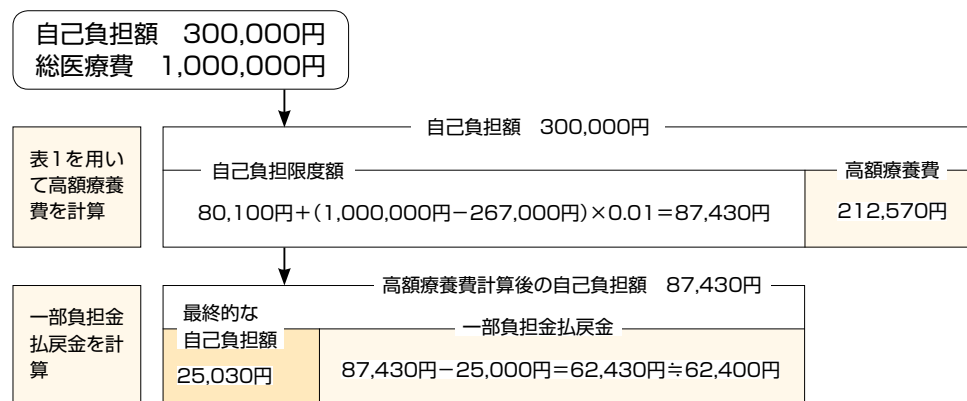 自己負担額　300,000円
総医療費　1,000,000円
表1を用い
て高額療養
費を計算
自己負担額　300,000円
自己負担限度額
高額療養費
80,100円＋（1,000,000円－267,000円）×0.01＝87,430円
212,570円
一部負担金
払戻金を計
算
高額療養費計算後の自己負担額　87,430円
最終的な
自己負担額
一部負担金払戻金
25,030円
87,430円－25,000円＝62,430円≒62,400円